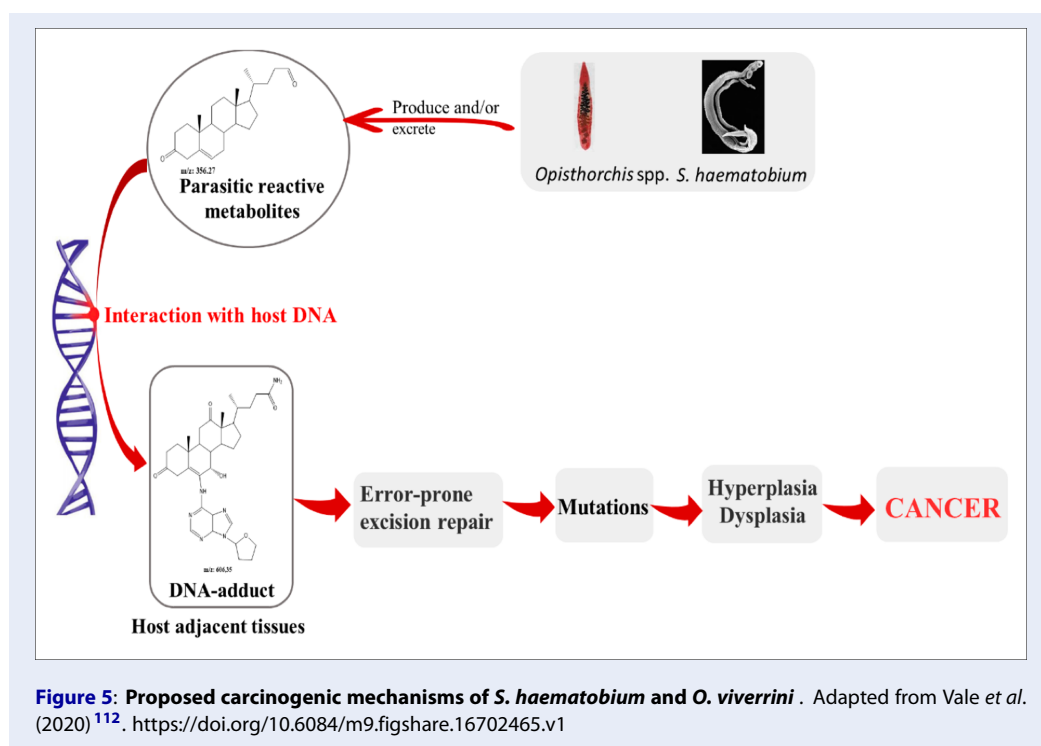 Produce and/or
excrete
Opisthorchis spp. S. haematobium
O
O
m/z: 356.27
Parasitic reactive
metabolites
Interaction with host DNA
NH₂
O
O
O
OH
NH
N
N
N
N
O
m/z: 606.35
DNA-adduct
Host adjacent tissues
Error-prone
excision repair
Mutations
Hyperplasia
Dysplasia
CANCER
Figure 5: Proposed carcinogenic mechanisms of S. haematobium and O. viverrini . Adapted from Vale et al.
(2020) 112. https://doi.org/10.6084/m9.figshare.16702465.v1